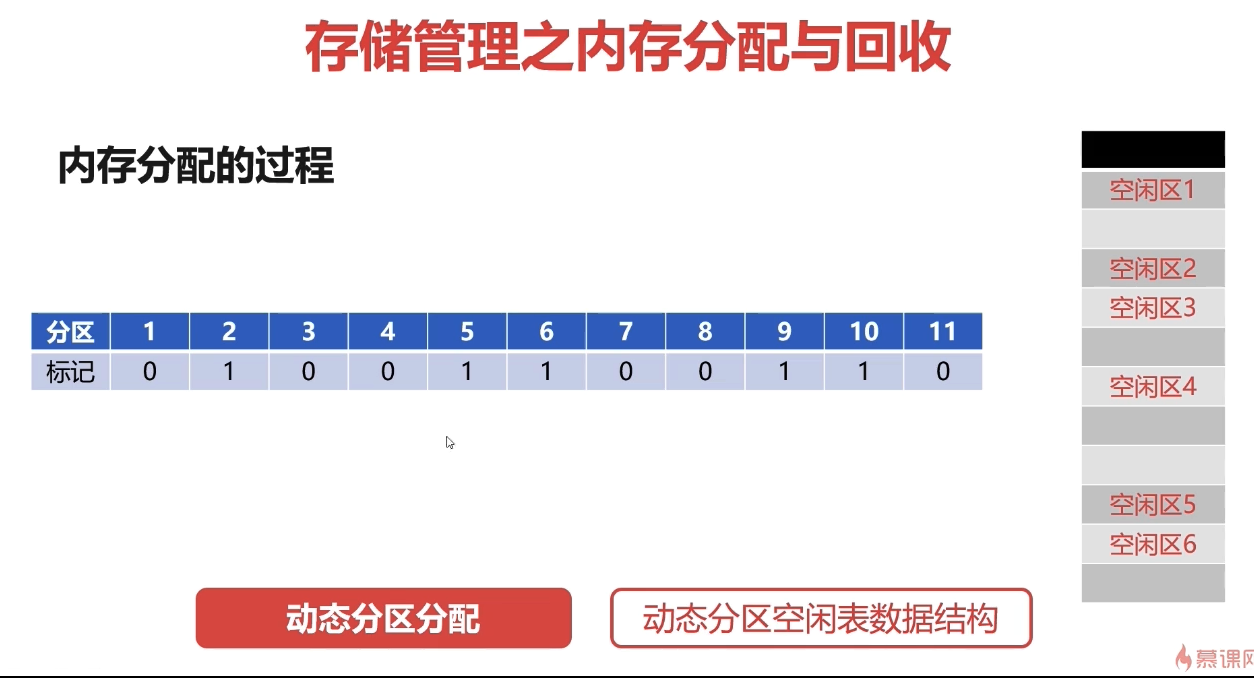 存储管理之内存分配与回收
内存分配的过程
分区 1 2 3 4 5 6 7 8 9 10 11
标记 0 1 0 0 1 1 0 0 1 1 0
空闲区1
空闲区2
空闲区3
空闲区4
空闲区5
空闲区6
动态分区分配
动态分区空闲表数据结构
慕课网